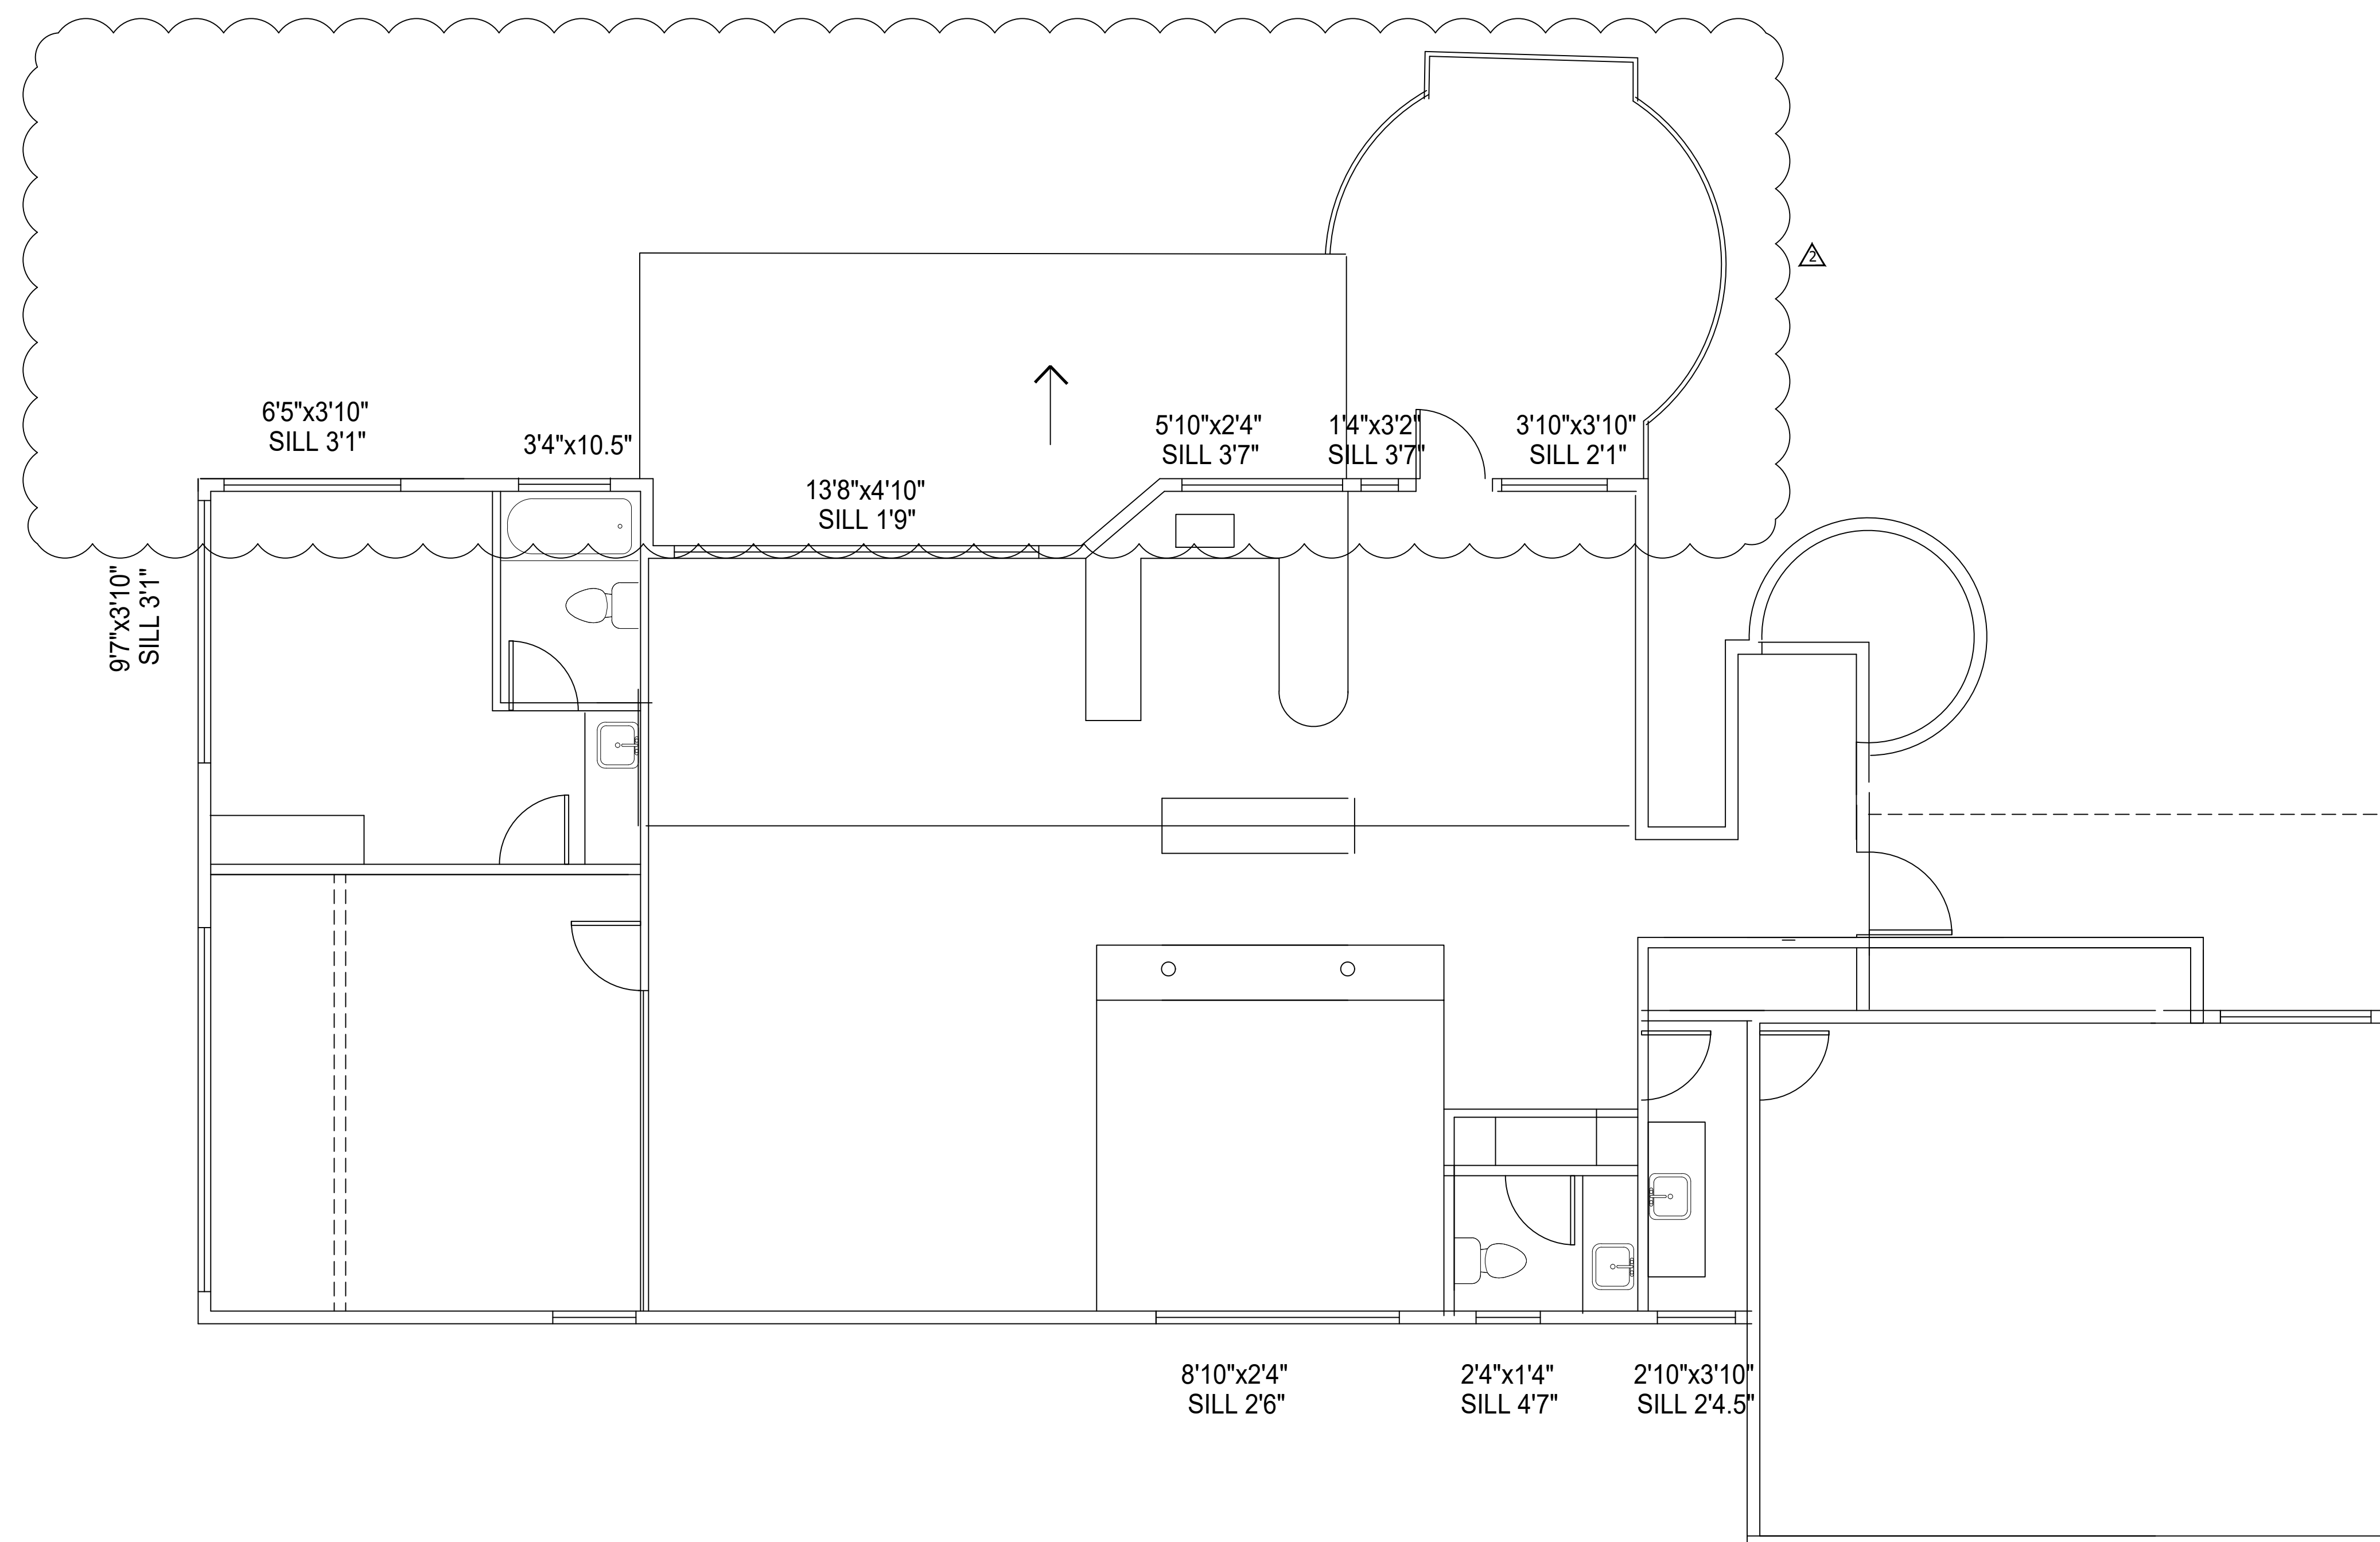 2
6'5"x3'10"
SILL 3'1"
3'4"x10.5"
5'10"x2'4"
SILL 3'7"
1'4"x3'2"
SILL 3'7"
3'10"x3'10"
SILL 2'1"
13'8"x4'10"
SILL 1'9"
9'7"x3'10"
SILL 3'1"
8'10"x2'4"
SILL 2'6"
2'4"x1'4"
SILL 4'7"
2'10"x3'10"
SILL 2'4.5"